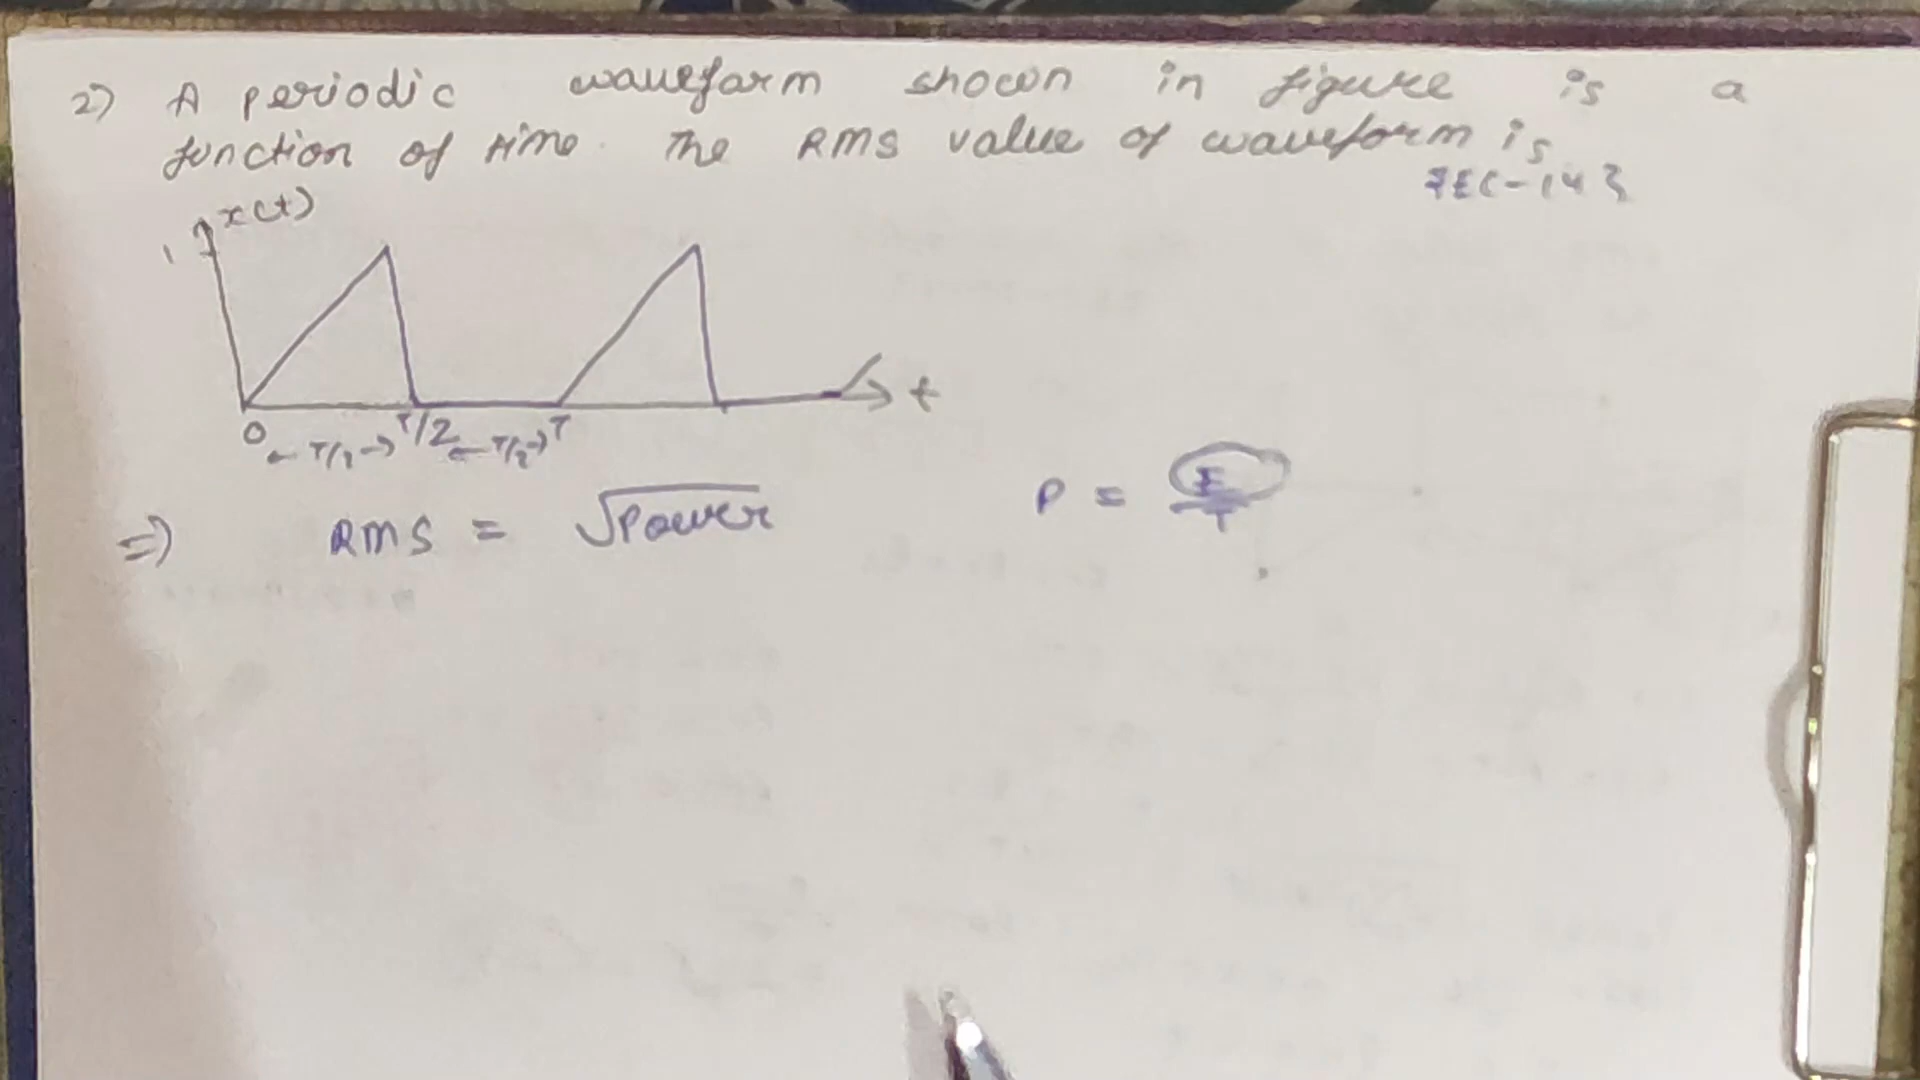 2) A periodic waveform shown in figure is a
function of time. The RMS value of waveform is
{EC-14}
x(t)
1
t
0 T/2 T
←T/2→ ←T/2→
⇒ RMS = √Power P = E/T